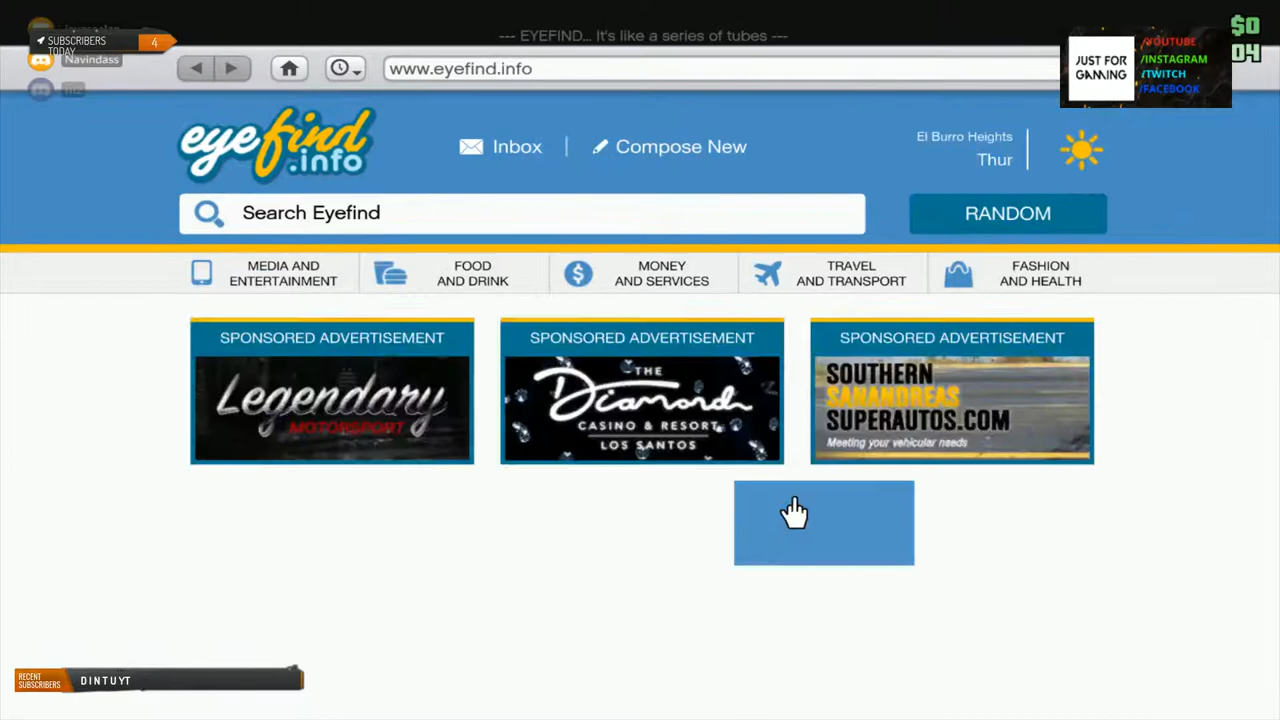 --- EYEFIND... It's like a series of tubes ---
SUBSCRIBERS
TODAY
4
Navindass
www.eyefind.info
JUST FOR
GAMING
/YOUTUBE
/INSTAGRAM
/TWITCH
/FACEBOOK
$0
04
eyefind
.info
Inbox
Compose New
El Burro Heights
Thur
Search Eyefind
RANDOM
MEDIA AND
ENTERTAINMENT
FOOD
AND DRINK
MONEY
AND SERVICES
TRAVEL
AND TRANSPORT
FASHION
AND HEALTH
SPONSORED ADVERTISEMENT
Legendary
MOTORSPORT
SPONSORED ADVERTISEMENT
THE
Diamond
CASINO & RESORT
LOS SANTOS
SPONSORED ADVERTISEMENT
SOUTHERN
SANANDREAS
SUPERAUTOS.COM
Meeting your vehicular needs
RECENT
SUBSCRIBERS
DINTUYT